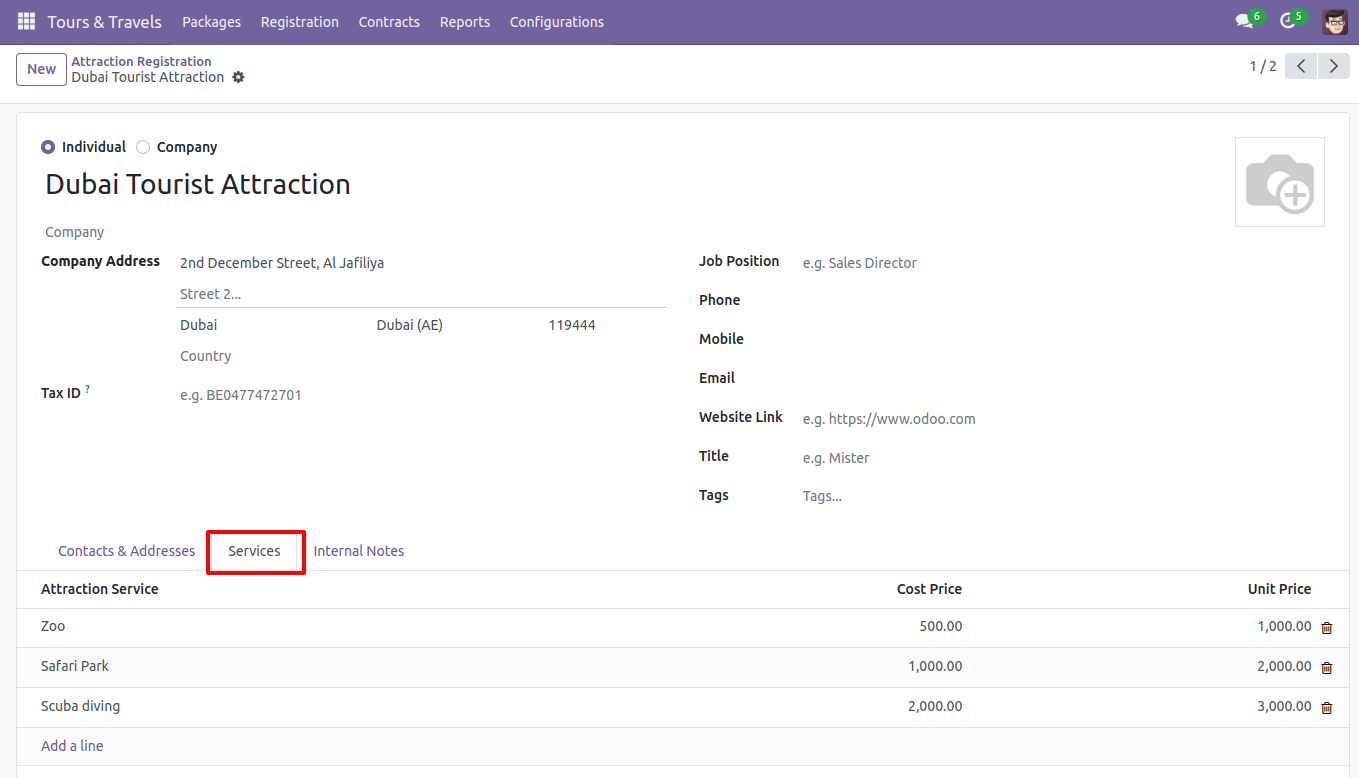 Tours & Travels Packages Registration Contracts Reports Configurations 6 5
New Attraction Registration 1 / 2
Dubai Tourist Attraction
Individual Company
Dubai Tourist Attraction
Company
Company Address 2nd December Street, Al Jafiliya Job Position e.g. Sales Director
Street 2... Phone
Dubai Dubai (AE) 119444 Mobile
Country
Email
Tax ID ? e.g. BE0477472701
Website Link e.g. https://www.odoo.com
Title e.g. Mister
Tags Tags...
Contacts & Addresses Services Internal Notes
Attraction Service Cost Price Unit Price
Zoo 500.00 1,000.00
Safari Park 1,000.00 2,000.00
Scuba diving 2,000.00 3,000.00
Add a line